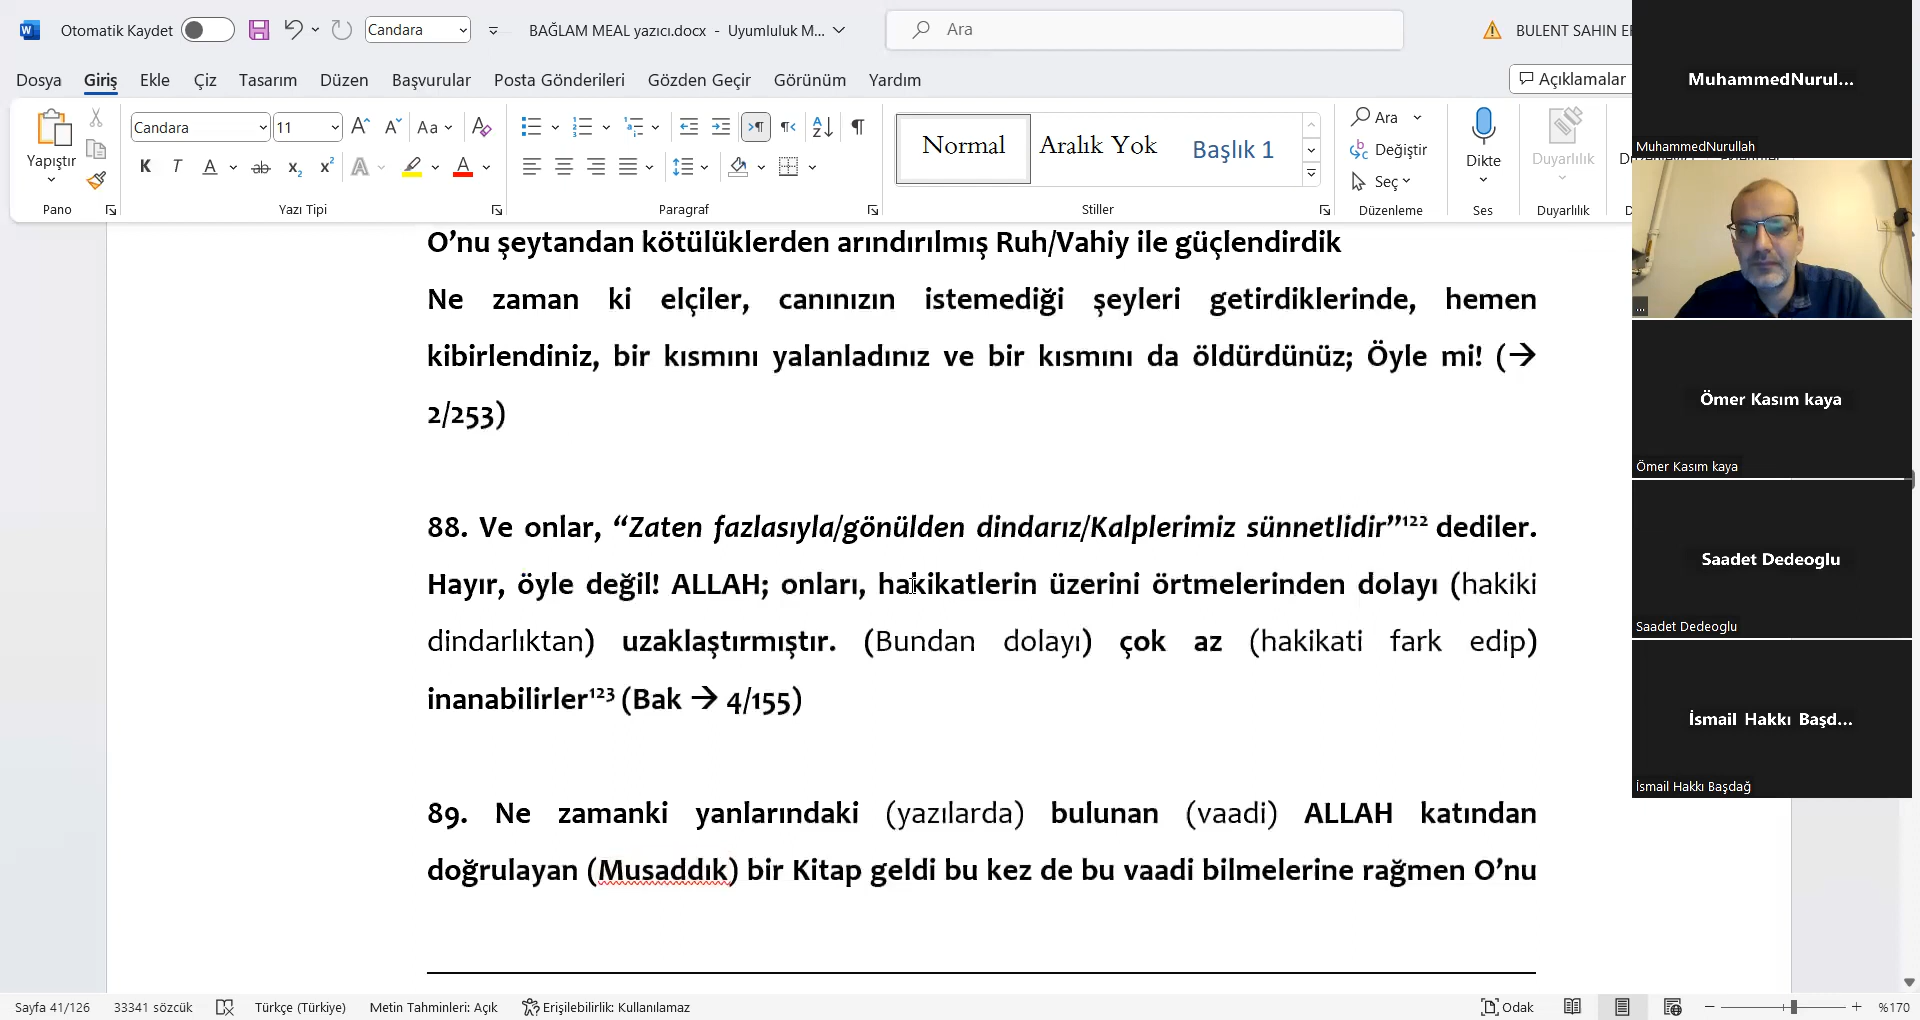 Otomatik Kaydet
Candara
BAĞLAM MEAL yazıcı.docx - Uyumluluk M...
Ara
BULENT SAHIN
Dosya Giriş Ekle Çiz Tasarım Düzen Başvurular Posta Gönderileri Gözden Geçir Görünüm Yardım
Açıklamalar
Yapıştır
Pano
Candara 11
Yazı Tipi
Paragraf
Normal Aralık Yok Başlık 1
Stiller
Ara
Değiştir
Seç
Düzenleme
Dikte
Ses
Duyarlılık
Duyarlılık
O’nu şeytandan kötülüklerden arındırılmış Ruh/Vahiy ile güçlendirdik
Ne zaman ki elçiler, canınızın istemediği şeyleri getirdiklerinde, hemen
kibirlendiniz, bir kısmını yalanladınız ve bir kısmını da öldürdünüz; Öyle mi! (→
2/253)
88. Ve onlar, “Zaten fazlasıyla/gönülden dindarız/Kalplerimiz sünnetlidir”¹²² dediler.
Hayır, öyle değil! ALLAH; onları, hakikatlerin üzerini örtmelerinden dolayı (hakiki
dindarlıktan) uzaklaştırmıştır. (Bundan dolayı) çok az (hakikati fark edip)
inanabilirler¹²³ (Bak → 4/155)
89. Ne zamanki yanlarındaki (yazılarda) bulunan (vaadi) ALLAH katından
doğrulayan (Musaddık) bir Kitap geldi bu kez de bu vaadi bilmelerine rağmen O’nu
MuhammedNurul...
MuhammedNurullah
...
Ömer Kasım kaya
Ömer Kasım kaya
Saadet Dedeoglu
Saadet Dedeoglu
İsmail Hakkı Başd...
İsmail Hakkı Başdağ
Sayfa 41/126 33341 sözcük Türkçe (Türkiye) Metin Tahminleri: Açık Erişilebilirlik: Kullanılamaz
Odak
%170